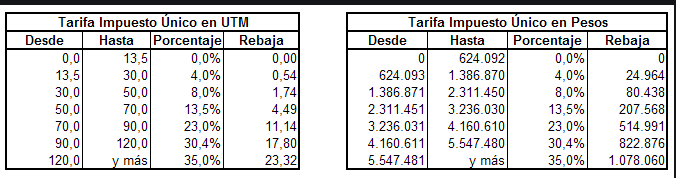 Tarifa Impuesto Único en UTM
Desde Hasta Porcentaje Rebaja
0,0 13,5 0,0% 0,00
13,5 30,0 4,0% 0,54
30,0 50,0 8,0% 1,74
50,0 70,0 13,5% 4,49
70,0 90,0 23,0% 11,14
90,0 120,0 30,4% 17,80
120,0 y más 35,0% 23,32
Tarifa Impuesto Único en Pesos
Desde Hasta Porcentaje Rebaja
0 624.092 0,0% 0
624.093 1.386.870 4,0% 24.964
1.386.871 2.311.450 8,0% 80.438
2.311.451 3.236.030 13,5% 207.568
3.236.031 4.160.610 23,0% 514.991
4.160.611 5.547.480 30,4% 822.876
5.547.481 y más 35,0% 1.078.060